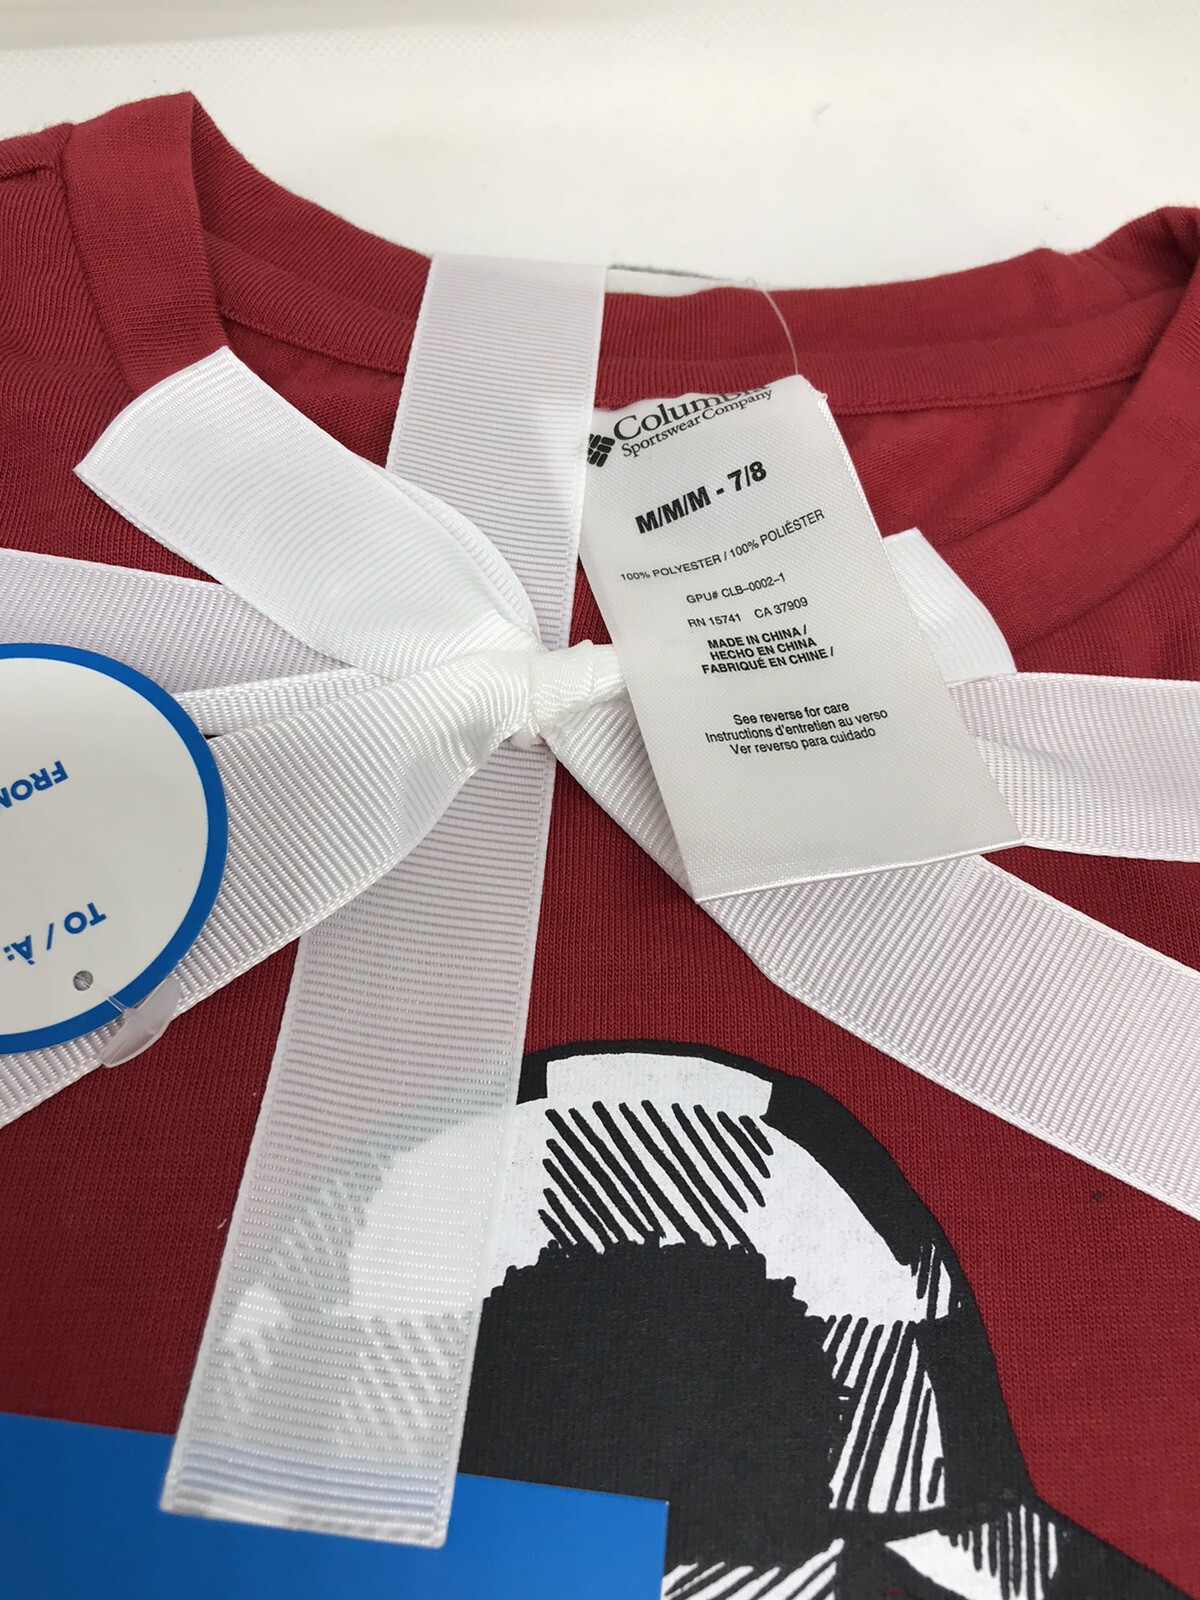 Columbia
Sportswear Company
M/M/M - 7/8
100% POLYESTER / 100% POLIÉSTER
GPU# CLB-0002-1
RN 15741 CA 37909
MADE IN CHINA /
HECHO EN CHINA
FABRIQUÉ EN CHINE /
See reverse for care
Instructions d'entretien au verso
Ver reverso para cuidado
TO / À:
FROM